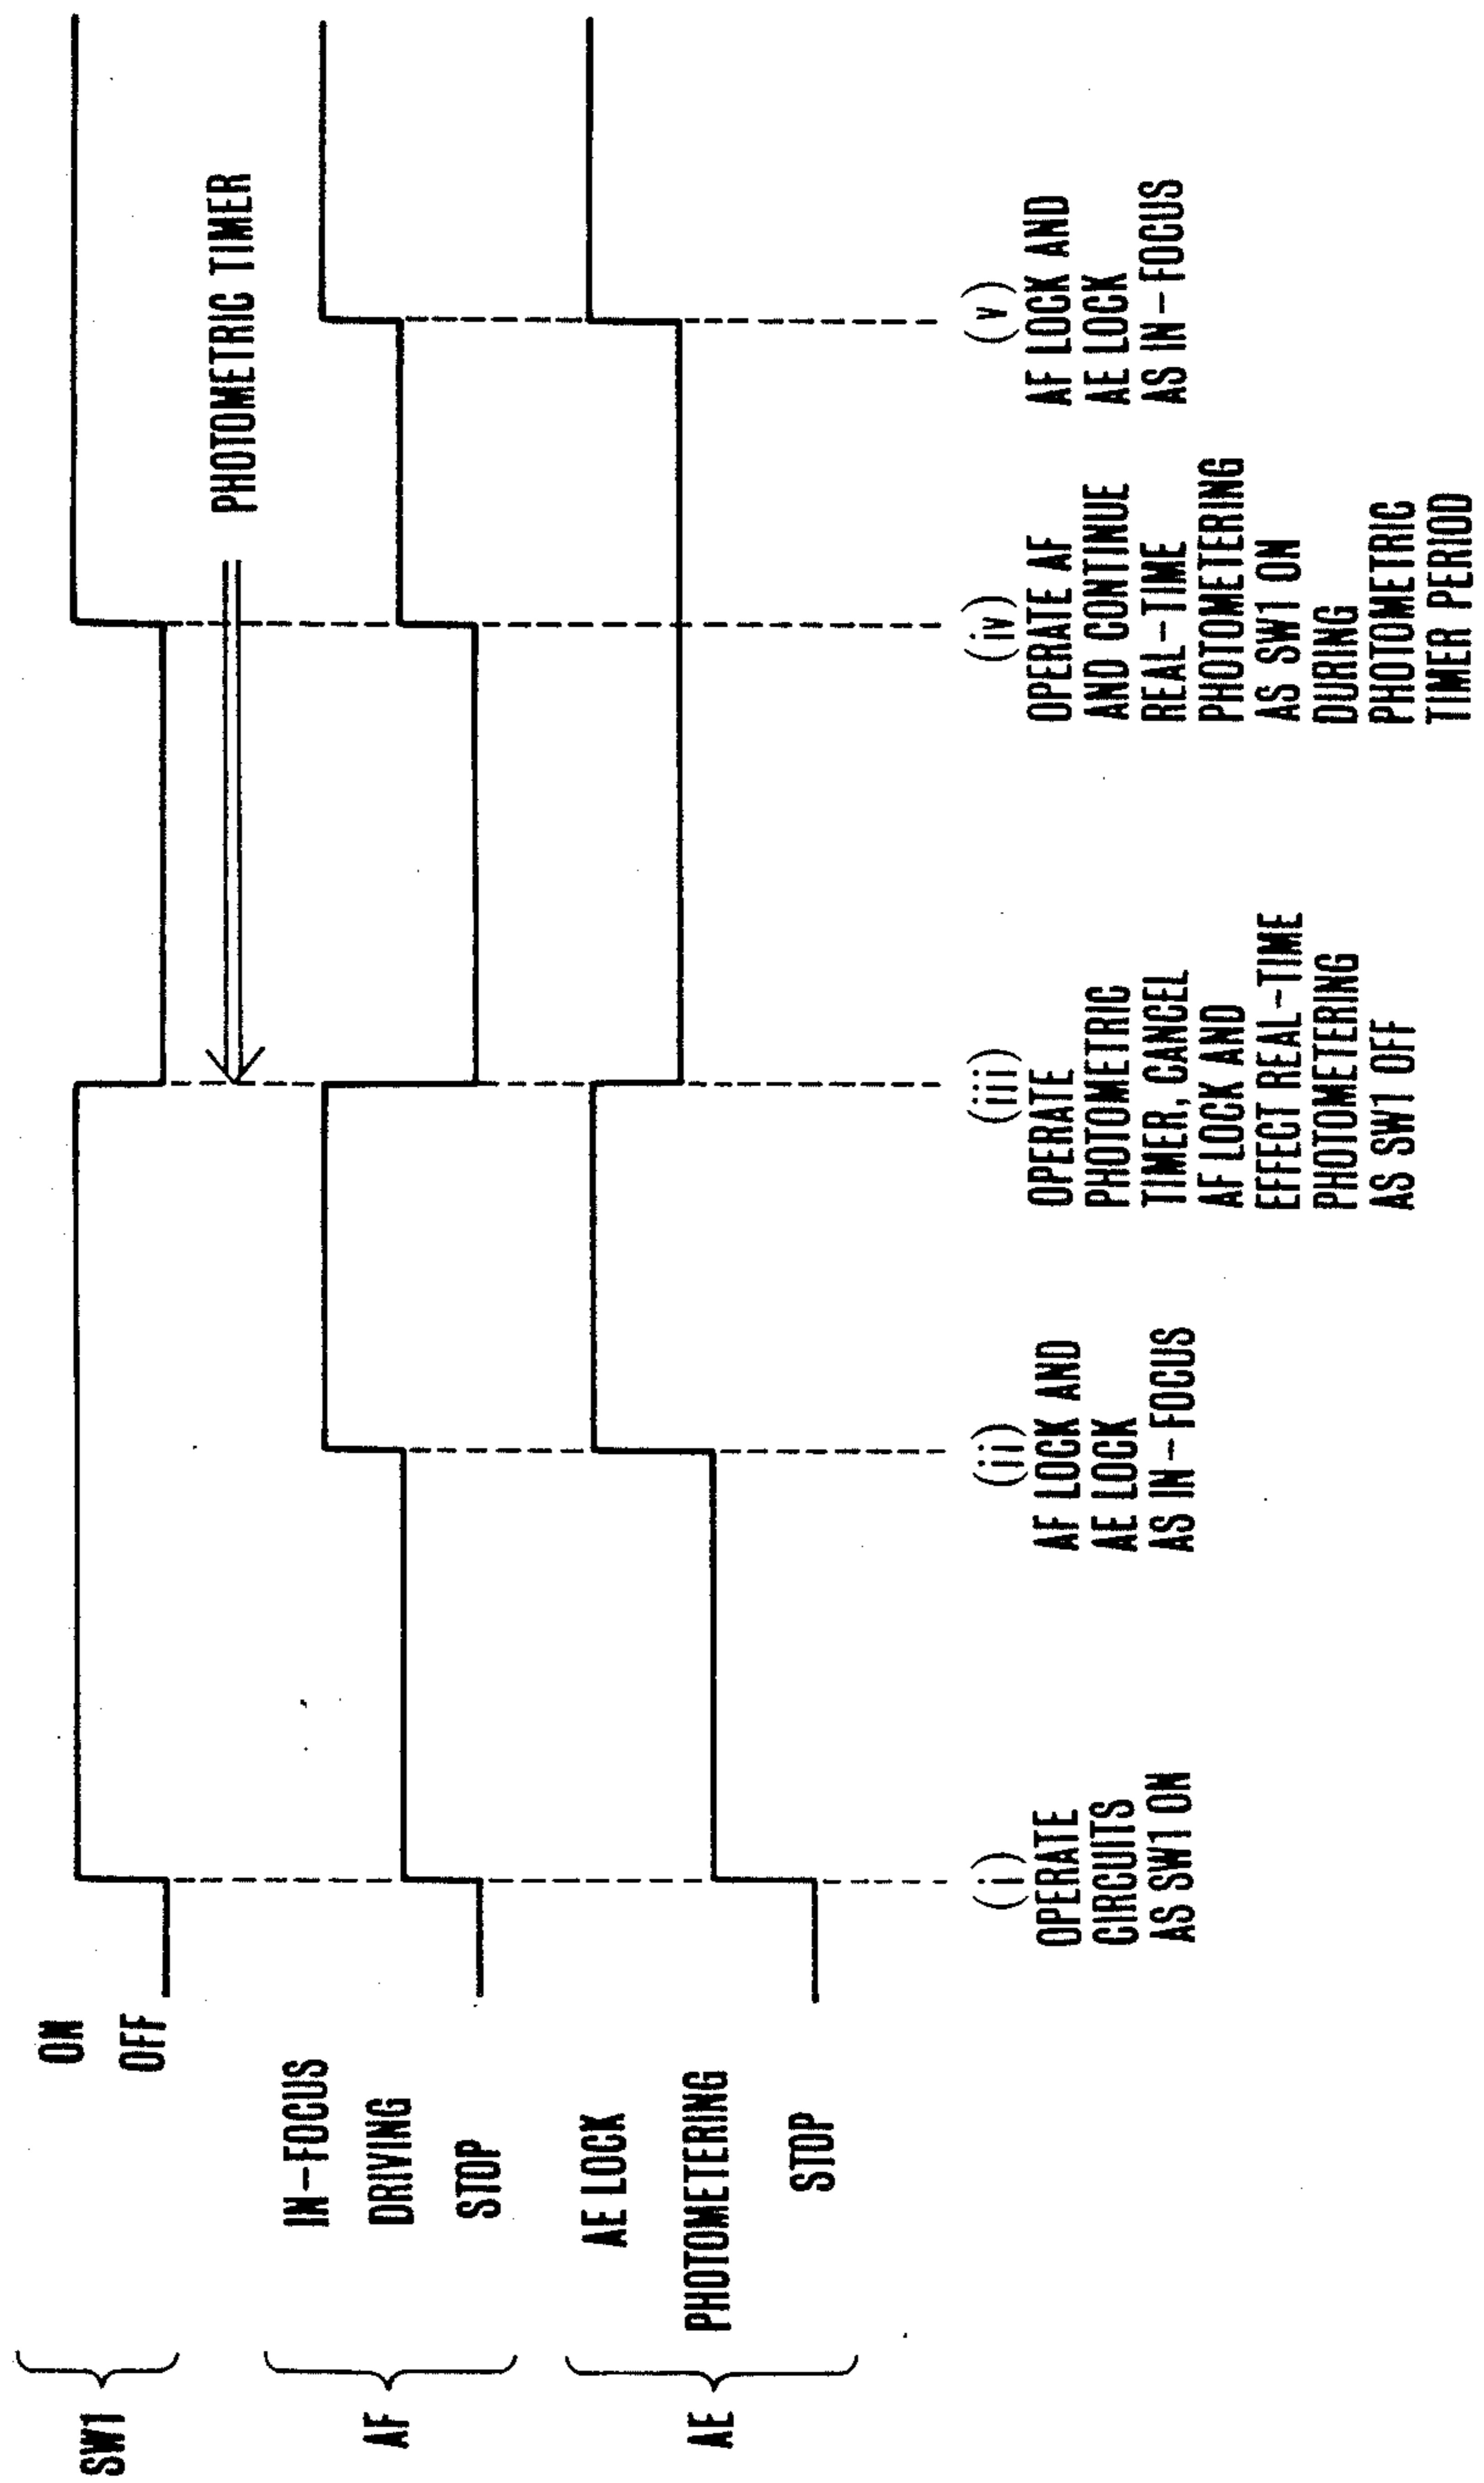 SW1
ON
OFF
PHOTOMETRIC TIMER
AF
IN-FOCUS
DRIVING
STOP
AE
AE LOCK
PHOTOMETERING
STOP
(i)
OPERATE
CIRCUITS
AS SW1 ON
(ii)
AF LOCK AND
AE LOCK
AS IN-FOCUS
(iii)
OPERATE
PHOTOMETRIC
TIMER, CANCEL
AF LOCK AND
EFFECT REAL-TIME
PHOTOMETERING
AS SW1 OFF
(iv)
OPERATE AF
AND CONTINUE
REAL-TIME
PHOTOMETERING
AS SW1 ON
DURING
PHOTOMETRIC
TIMER PERIOD
(v)
AF LOCK AND
AE LOCK
AS IN-FOCUS